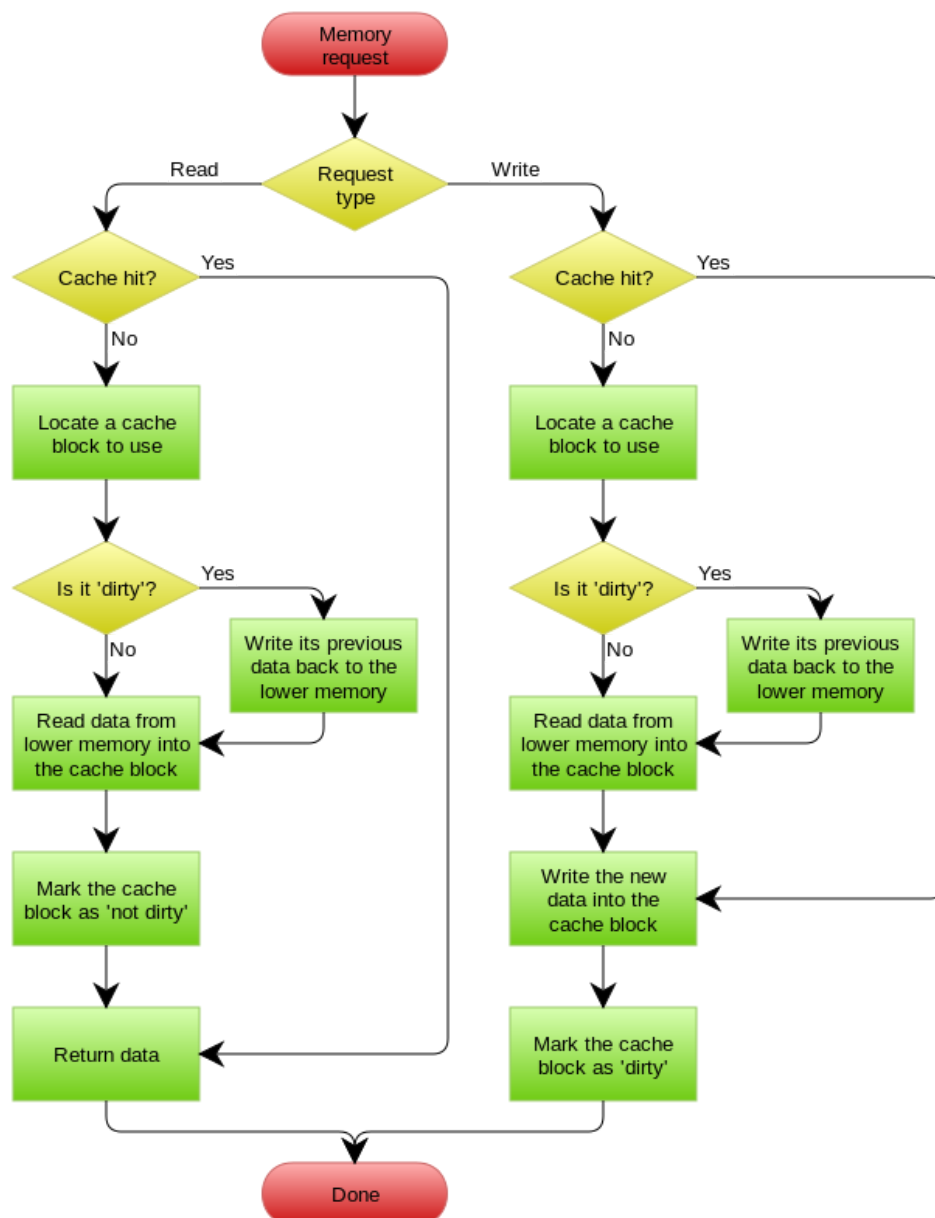 Memory
request
Read
Request
type
Write
Cache hit?
Yes
No
Locate a cache
block to use
Is it 'dirty'?
Yes
No
Write its previous
data back to the
lower memory
Read data from
lower memory into
the cache block
Mark the cache
block as 'not dirty'
Return data
Cache hit?
Yes
No
Locate a cache
block to use
Is it 'dirty'?
Yes
No
Write its previous
data back to the
lower memory
Read data from
lower memory into
the cache block
Write the new
data into the
cache block
Mark the cache
block as 'dirty'
Done